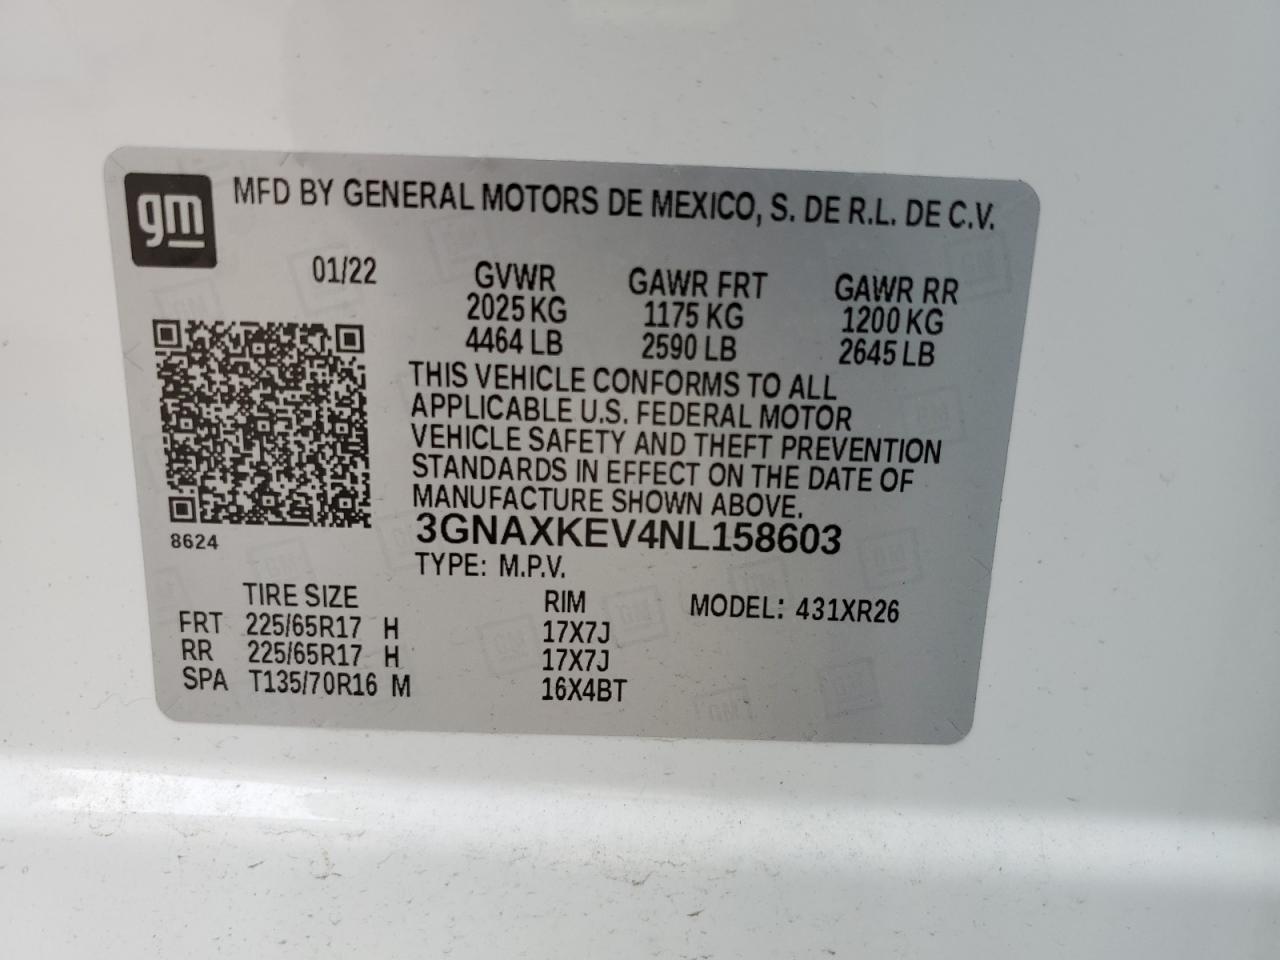 gm
MFD BY GENERAL MOTORS DE MEXICO, S. DE R.L. DE C.V.
01/22
GVWR
2025 KG
4464 LB
GAWR FRT
1175 KG
2590 LB
GAWR RR
1200 KG
2645 LB
THIS VEHICLE CONFORMS TO ALL
APPLICABLE U.S. FEDERAL MOTOR
VEHICLE SAFETY AND THEFT PREVENTION
STANDARDS IN EFFECT ON THE DATE OF
MANUFACTURE SHOWN ABOVE.
8624
3GNAXKEV4NL158603
TYPE: M.P.V.
TIRE SIZE RIM MODEL: 431XR26
FRT 225/65R17 H 17X7J
RR 225/65R17 H 17X7J
SPA T135/70R16 M 16X4BT